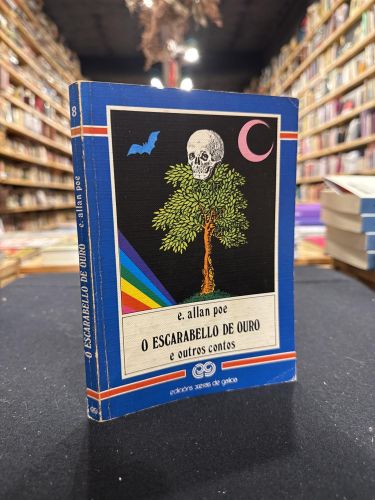 8
e. allan poe
O ESCARABELLO DE OURO
e. allan poe
O ESCARABELLO DE OURO
e outros contos
edicións xerais de galicia